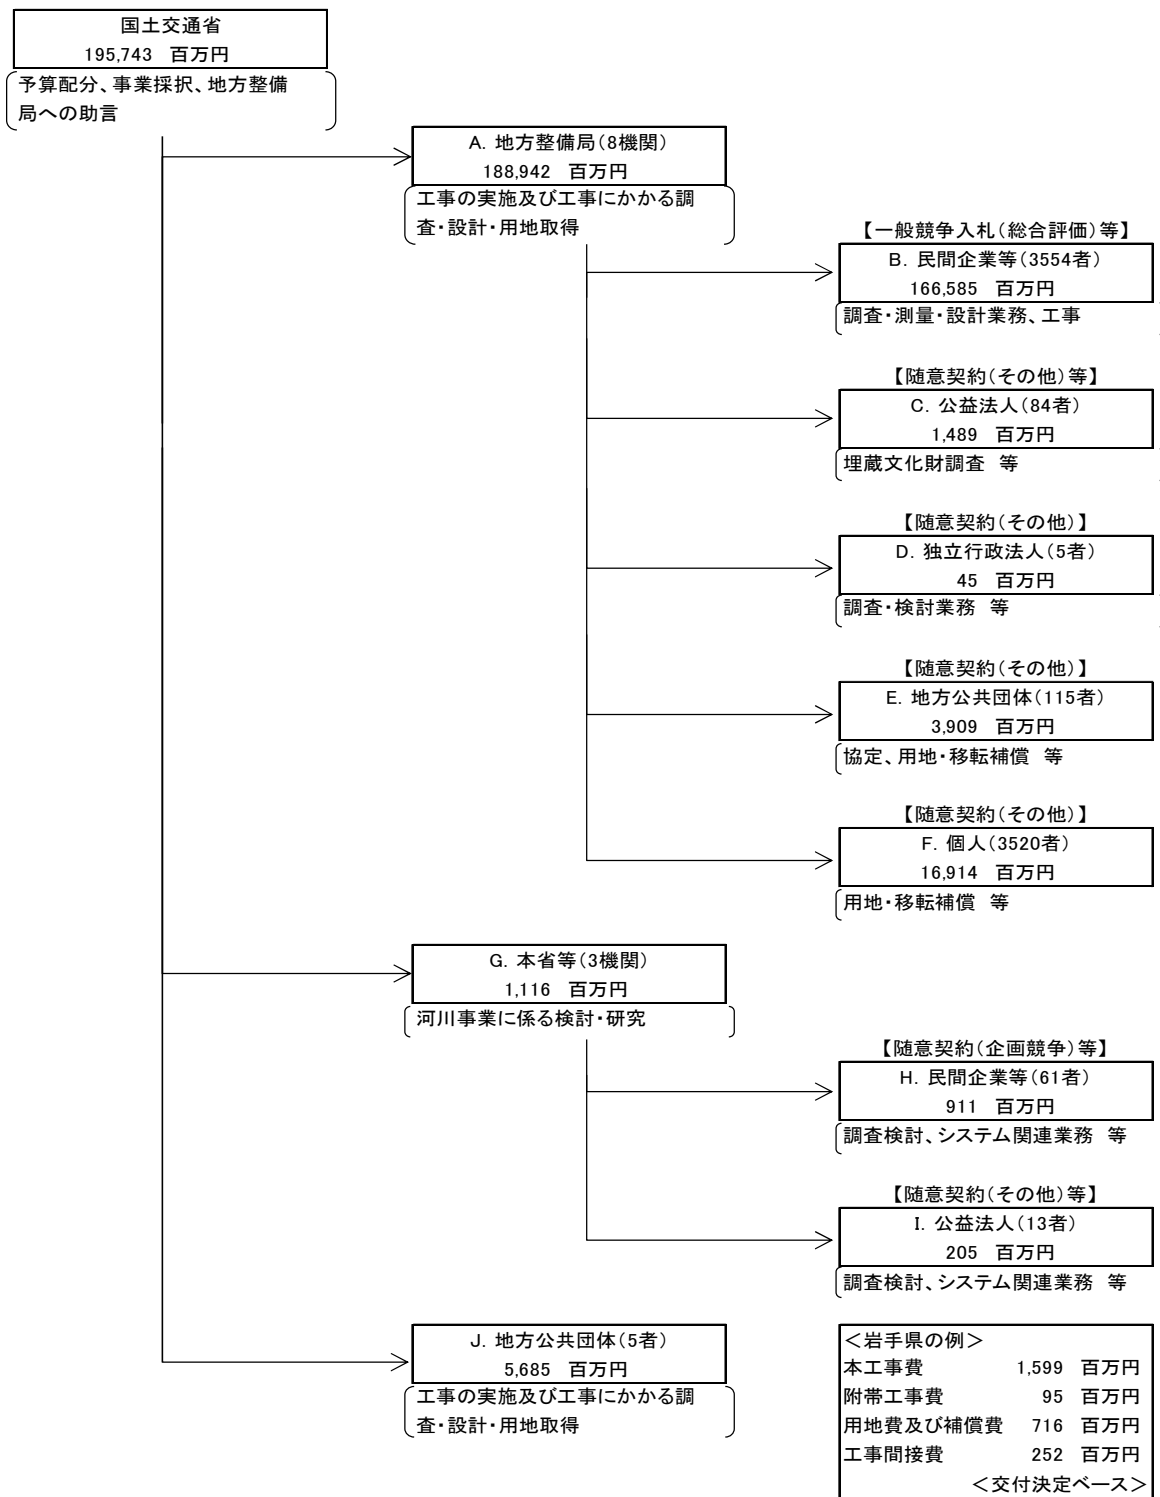 国土交通省
195,743 百万円
予算配分、事業採択、地方整備
局への助言
A. 地方整備局(8機関)
188,942 百万円
工事の実施及び工事にかかる調
査・設計・用地取得
【一般競争入札(総合評価)等】
B. 民間企業等(3554者)
166,585 百万円
調査・測量・設計業務、工事
【随意契約(その他)等】
C. 公益法人(84者)
1,489 百万円
埋蔵文化財調査 等
【随意契約(その他)】
D. 独立行政法人(5者)
45 百万円
調査・検討業務 等
【随意契約(その他)】
E. 地方公共団体(115者)
3,909 百万円
協定、用地・移転補償 等
【随意契約(その他)】
F. 個人(3520者)
16,914 百万円
用地・移転補償 等
G. 本省等(3機関)
1,116 百万円
河川事業に係る検討・研究
【随意契約(企画競争)等】
H. 民間企業等(61者)
911 百万円
調査検討、システム関連業務 等
【随意契約(その他)等】
I. 公益法人(13者)
205 百万円
調査検討、システム関連業務 等
J. 地方公共団体(5者)
5,685 百万円
工事の実施及び工事にかかる調
査・設計・用地取得
<岩手県の例>
本工事費 1,599 百万円
附帯工事費 95 百万円
用地費及び補償費 716 百万円
工事間接費 252 百万円
<交付決定ベース>